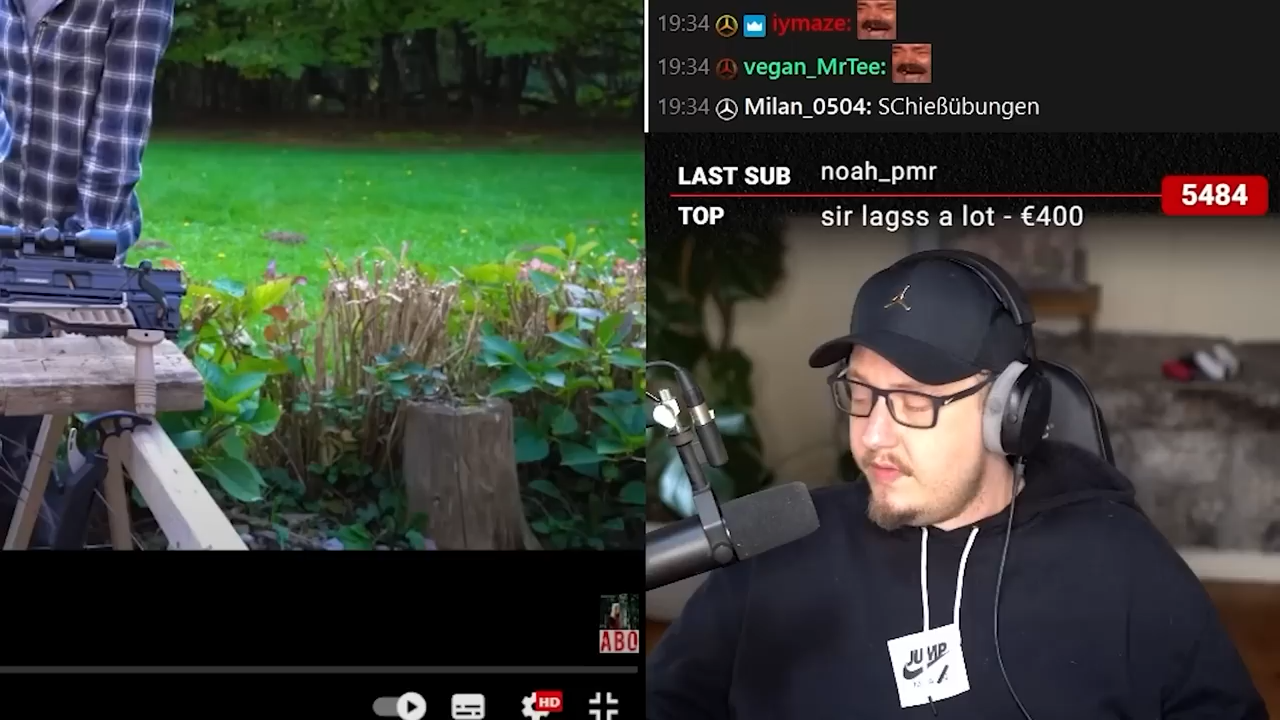 19:34 iymaze:
19:34 vegan_MrTee:
19:34 Milan_0504: SChießübungen
LAST SUB noah_pmr
5484
TOP sir lagss a lot - €400
ABO
HD
JUMP